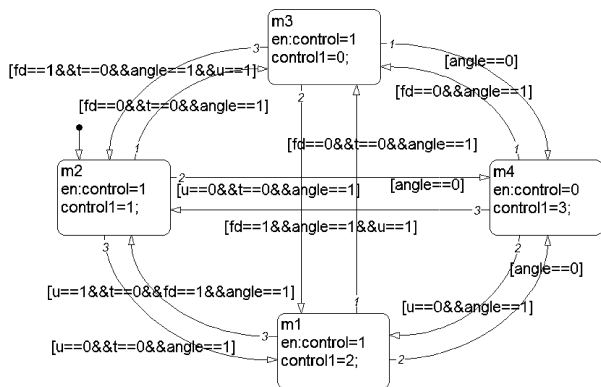 m3
en:control=1
control1=0;
3
1
2
[angle==0]
[fd==1&&t==0&&angle==1&&u==1]
[fd==0&&angle==1]
[fd==0&&t==0&&angle==1]
[fd==0&&t==0&&angle==1]
1
1
m2
en:control=1
control1=1;
2
[u==0&&t==0&&angle==1]
[angle==0]
m4
en:control=0
control1=3;
3
[fd==1&&angle==1&&u==1]
3
2
[angle==0]
[u==1&&t==0&&fd==1&&angle==1]
[u==0&&angle==1]
1
3
m1
en:control=1
control1=2;
[u==0&&t==0&&angle==1]
2